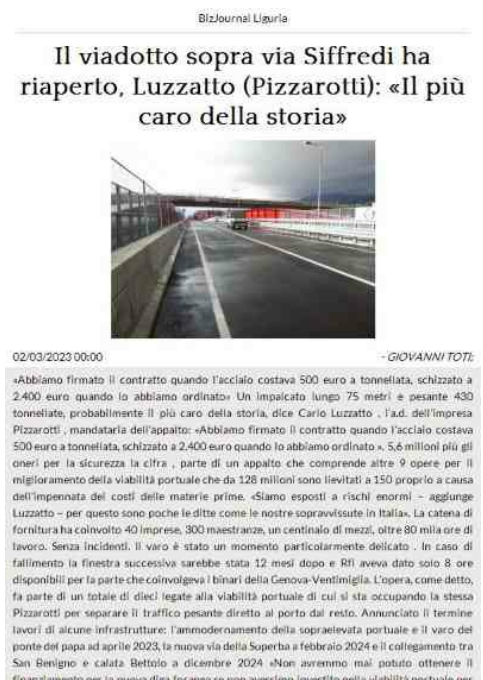 BizJournal Liguria
Il viadotto sopra via Siffredi ha
riaperto, Luzzatto (Pizzarotti): «Il più
caro della storia»
02/03/2023 00:00
- GIOVANNI TOTI;
«Abbiamo firmato il contratto quando l'acciaio costava 500 euro a tonnellata, schizzato a
2.400 euro quando lo abbiamo ordinato» Un impalcato lungo 75 metri e pesante 430
tonnellate, probabilmente il più caro della storia, dice Carlo Luzzatto , l'a.d. dell'impresa
Pizzarotti , mandataria dell'appalto: «Abbiamo firmato il contratto quando l'acciaio costava
500 euro a tonnellata, schizzato a 2.400 euro quando lo abbiamo ordinato ». 5,6 milioni più gli
oneri per la sicurezza la cifra , parte di un appalto che comprende altre 9 opere per il
miglioramento della viabilità portuale che da 128 milioni sono lievitati a 150 proprio a causa
dell'impennata dei costi delle materie prime. «Siamo esposti a rischi enormi – aggiunge
Luzzatto – per questo sono poche le ditte come le nostre sopravvissute in Italia». La catena di
fornitura ha coinvolto 40 imprese, 300 maestranze, un centinaio di mezzi, oltre 80 mila ore di
lavoro. Senza incidenti. Il varo è stato un momento particolarmente delicato . In caso di
fallimento la finestra successiva sarebbe stata 12 mesi dopo e Rfi aveva dato solo 8 ore
disponibili per la parte che coinvolgeva i binari della Genova-Ventimiglia. L'opera, come detto,
fa parte di un totale di dieci legate alla viabilità portuale di cui si sta occupando la stessa
Pizzarotti per separare il traffico pesante diretto al porto dal resto. Annunciato il termine
lavori di alcune infrastrutture: l'ammodernamento della sopraelevata portuale e il varo del
ponte del papa ad aprile 2023, la nuova via della Superba a febbraio 2024 e il collegamento tra
San Benigno e calata Bettolo a dicembre 2024 «Non avremmo mai potuto ottenere il
finanziamento per la nuova diga foranea se non avessimo investito nella viabilità portuale per